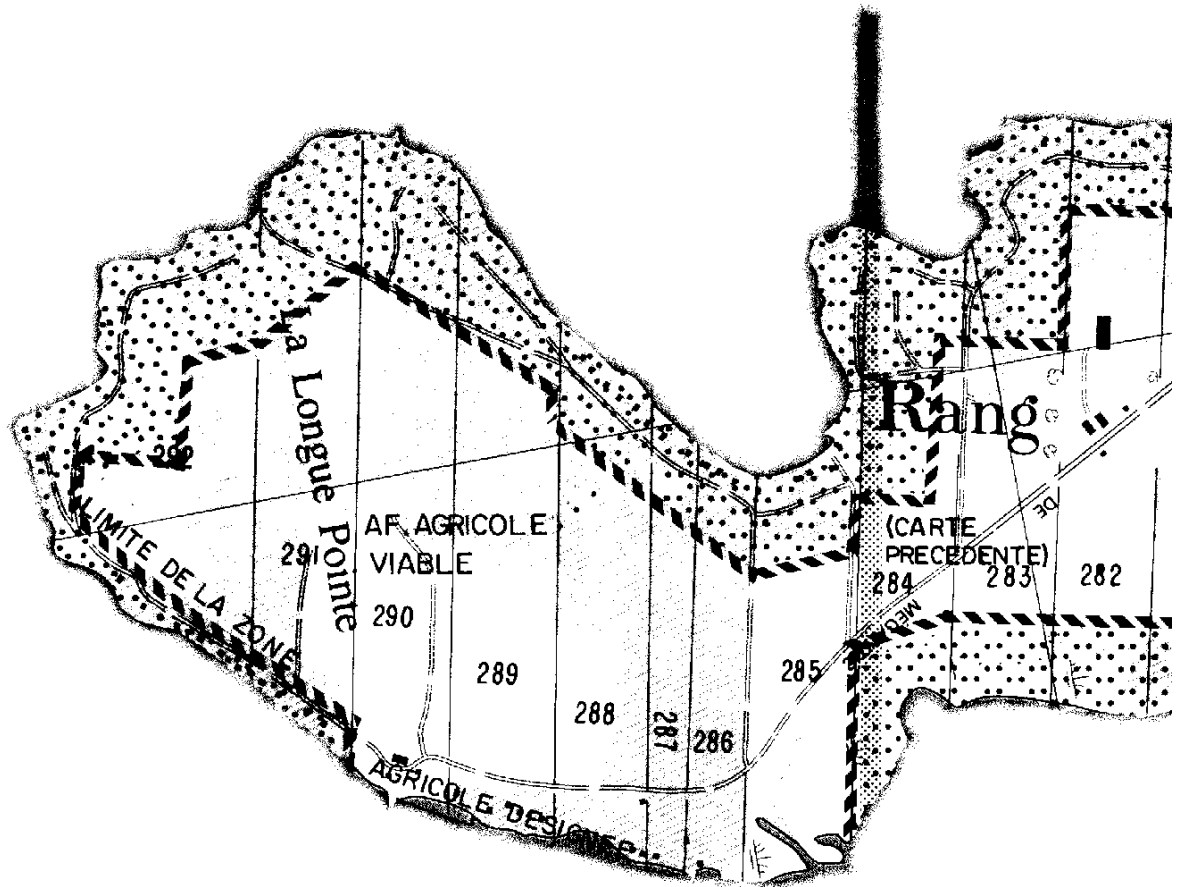 La Longue Pointe
Rang
LIMITE DE LA ZONE
AGRICOLE DESIGNEE
AF. AGRICOLE
VIABLE
(CARTE
PRECEDENTE)
DE
291
290
289
288
287
286
285
284
283
282